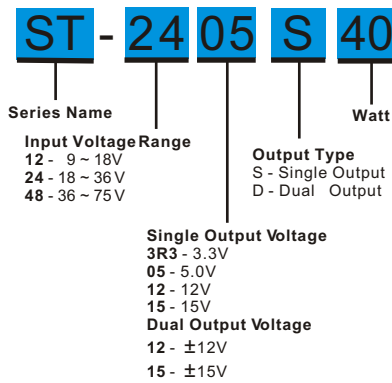 ST - 24 05 S 40
Series Name
Watt
Input Voltage Range
12 - 9 ~ 18V
24 - 18 ~ 36V
48 - 36 ~ 75V
Output Type
S - Single Output
D - Dual Output
Single Output Voltage
3R3 - 3.3V
05 - 5.0V
12 - 12V
15 - 15V
Dual Output Voltage
12 - ±12V
15 - ±15V